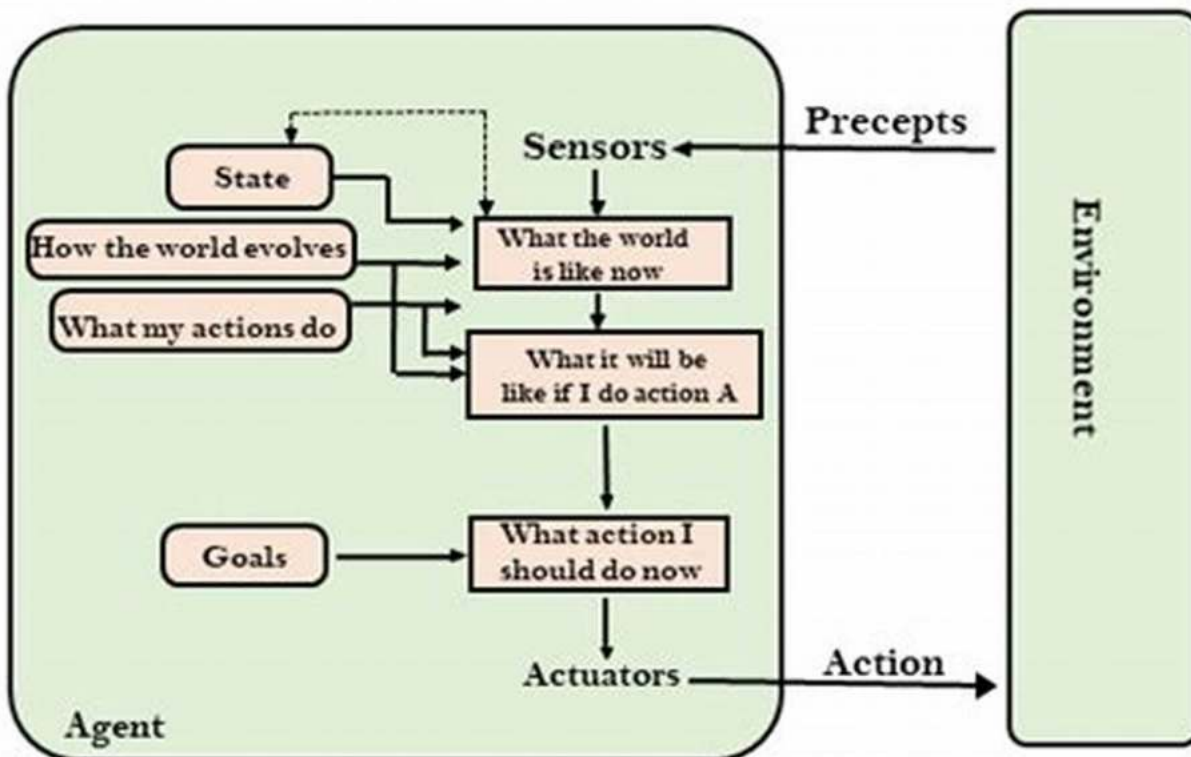 Precepts
Sensors
State
What the world
is like now
How the world evolves
What my actions do
What it will be
like if I do action A
Environment
What action I
should do now
Goals
Actuators
Action
Agent